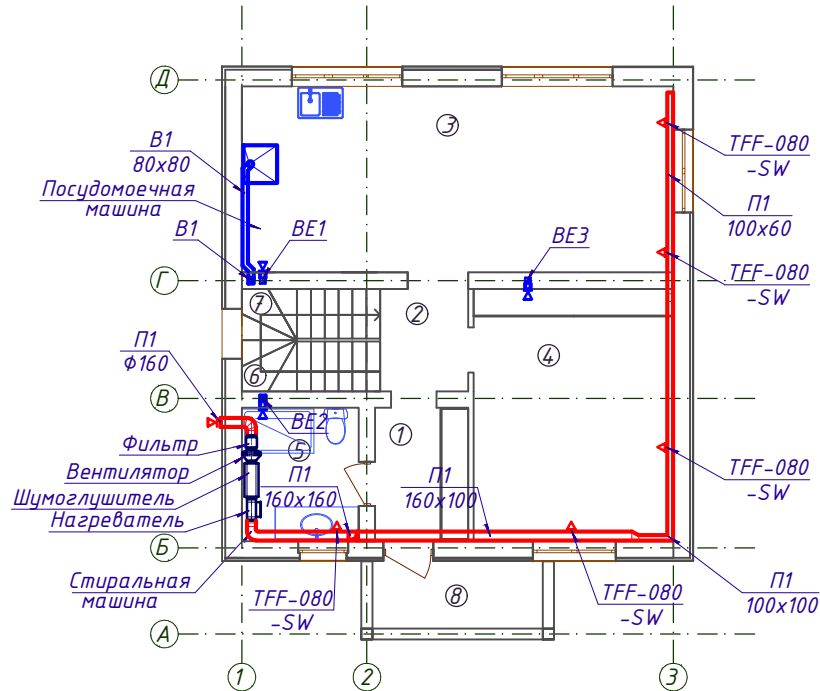 Д
3
В1
80х80
TFF-080
-SW
Посудомоечная
машина
П1
100х60
В1
ВЕ1
ВЕ3
Г
TFF-080
-SW
7
2
П1
Ф160
4
6
В
ВЕ2
1
Фильтр
5
Вентилятор
П1
160х160
П1
160х100
TFF-080
-SW
Шумоглушитель
Нагреватель
Б
Стиральная
машина
TFF-080
-SW
8
TFF-080
-SW
П1
100х100
А
1
2
3